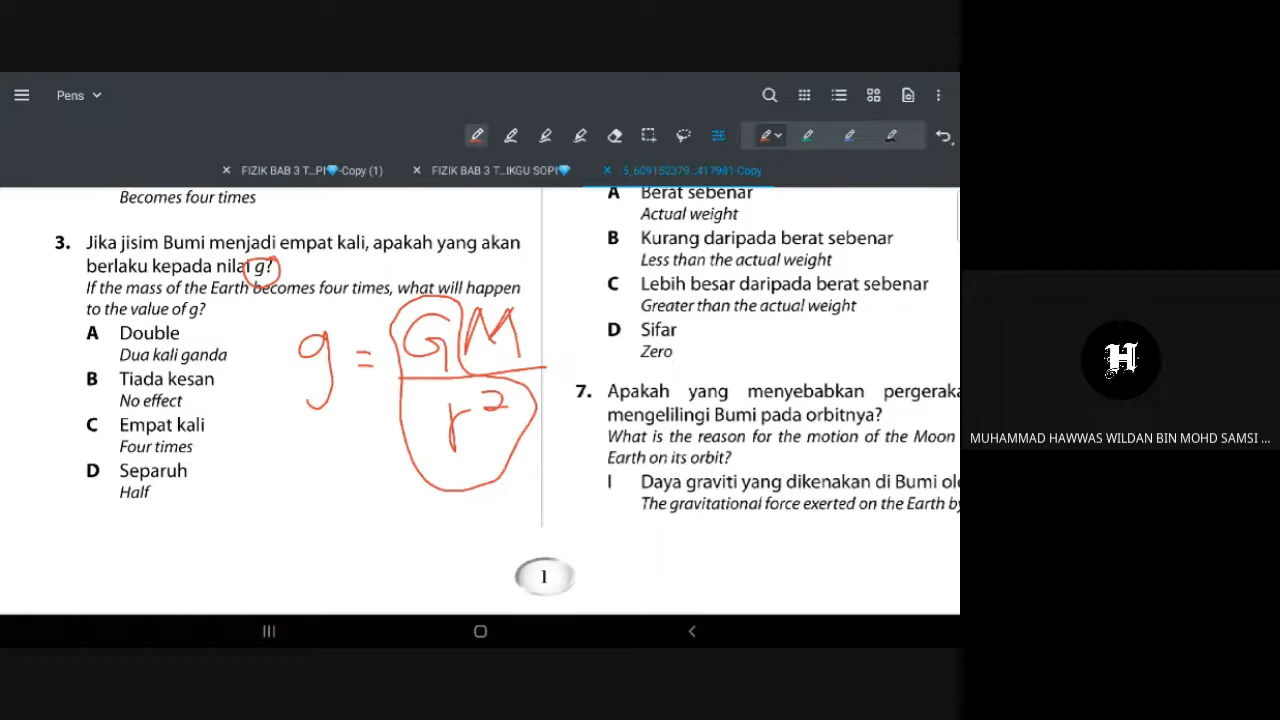 Pens
FIZIK BAB 3 T...PI💎-Copy (1)
FIZIK BAB 3 T...IKGU SOPI💎
5_609152379...417981-Copy
Becomes four times
3. Jika jisim Bumi menjadi empat kali, apakah yang akan
berlaku kepada nilai g?
If the mass of the Earth becomes four times, what will happen
to the value of g?
A Double
Dua kali ganda
B Tiada kesan
No effect
C Empat kali
Four times
D Separuh
Half
g = GM
r²
A Berat sebenar
Actual weight
B Kurang daripada berat sebenar
Less than the actual weight
C Lebih besar daripada berat sebenar
Greater than the actual weight
D Sifar
Zero
7. Apakah yang menyebabkan pergeraka
mengelilingi Bumi pada orbitnya?
What is the reason for the motion of the Moon
Earth on its orbit?
I Daya graviti yang dikenakan di Bumi ole
The gravitational force exerted on the Earth by
1
H
MUHAMMAD HAWWAS WILDAN BIN MOHD SAMSI ...